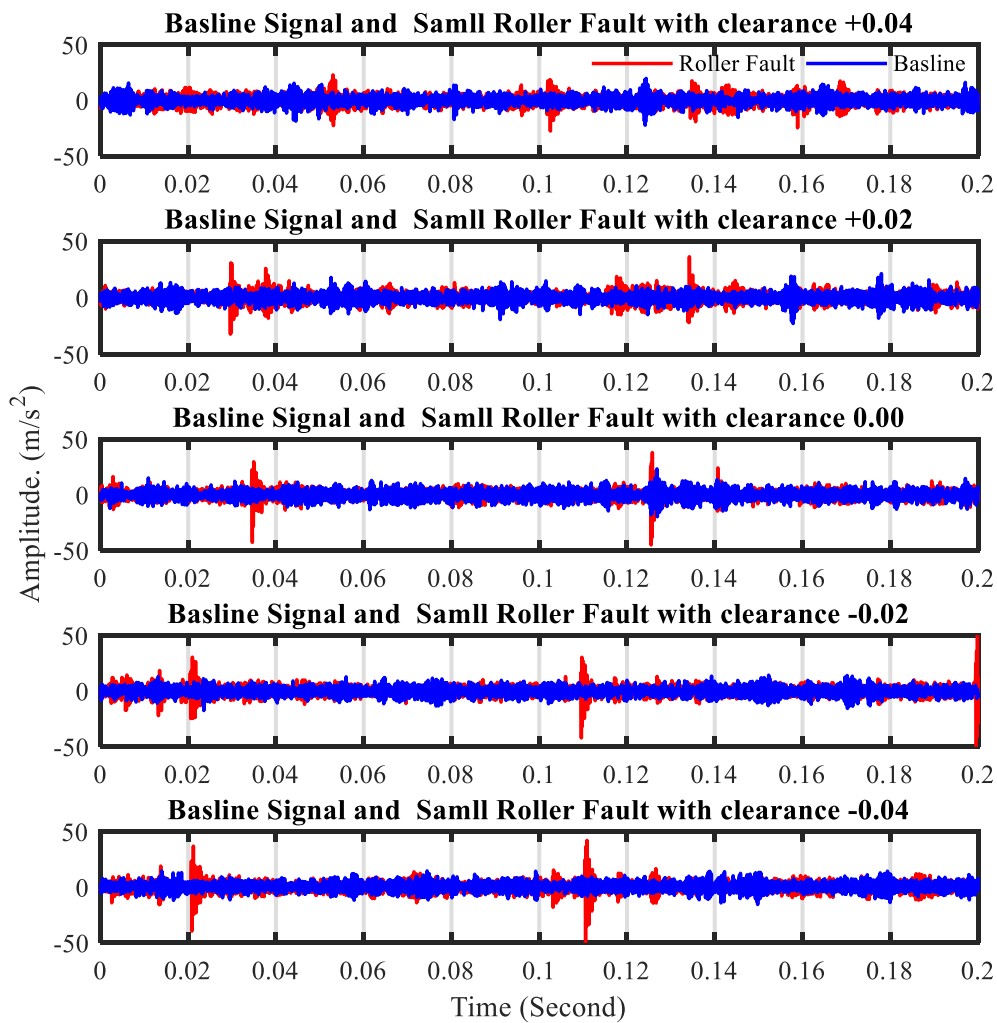 Basline Signal and  Samll Roller Fault with clearance +0.04
50
Roller Fault Basline
0
-50
0 0.02 0.04 0.06 0.08 0.1 0.12 0.14 0.16 0.18 0.2
Basline Signal and  Samll Roller Fault with clearance +0.02
50
0
-50
0 0.02 0.04 0.06 0.08 0.1 0.12 0.14 0.16 0.18 0.2
Basline Signal and  Samll Roller Fault with clearance 0.00
50
0
-50
0 0.02 0.04 0.06 0.08 0.1 0.12 0.14 0.16 0.18 0.2
Amplitude. (m/s²)
Basline Signal and  Samll Roller Fault with clearance -0.02
50
0
-50
0 0.02 0.04 0.06 0.08 0.1 0.12 0.14 0.16 0.18 0.2
Basline Signal and  Samll Roller Fault with clearance -0.04
50
0
-50
0 0.02 0.04 0.06 0.08 0.1 0.12 0.14 0.16 0.18 0.2
Time (Second)